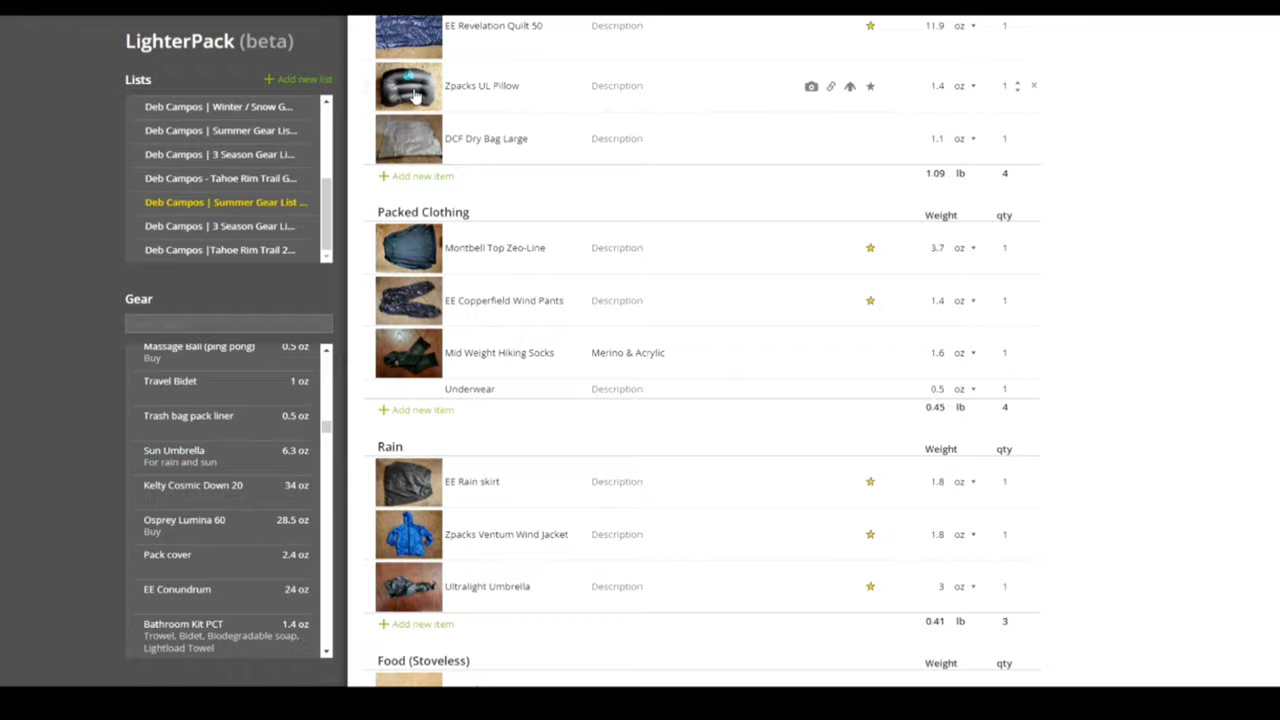 LighterPack (beta)
Lists
Add new list
Deb Campos | Winter / Snow G...
Deb Campos | Summer Gear Lis...
Deb Campos | 3 Season Gear Li...
Deb Campos - Tahoe Rim Trail G...
Deb Campos | Summer Gear List ...
Deb Campos | 3 Season Gear Li...
Deb Campos |Tahoe Rim Trail 2...
Gear
Massage Ball (ping pong) 0.5 oz
Buy
Travel Bidet 1 oz
Trash bag pack liner 0.5 oz
Sun Umbrella 6.3 oz
For rain and sun
Kelty Cosmic Down 20 34 oz
Osprey Lumina 60 28.5 oz
Buy
Pack cover 2.4 oz
EE Conundrum 24 oz
Bathroom Kit PCT 1.4 oz
Trowel, Bidet, Biodegradable soap,
Lightload Towel
EE Revelation Quilt 50 Description 11.9 oz 1
Zpacks UL Pillow Description 1.4 oz 1
DCF Dry Bag Large Description 1.1 oz 1
Add new item 1.09 lb 4
Packed Clothing Weight qty
Montbell Top Zeo-Line Description 3.7 oz 1
EE Copperfield Wind Pants Description 1.4 oz 1
Mid Weight Hiking Socks Merino & Acrylic 1.6 oz 1
Underwear Description 0.5 oz 1
Add new item 0.45 lb 4
Rain Weight qty
EE Rain skirt Description 1.8 oz 1
Zpacks Ventum Wind Jacket Description 1.8 oz 1
Ultralight Umbrella Description 3 oz 1
Add new item 0.41 lb 3
Food (Stoveless) Weight qty